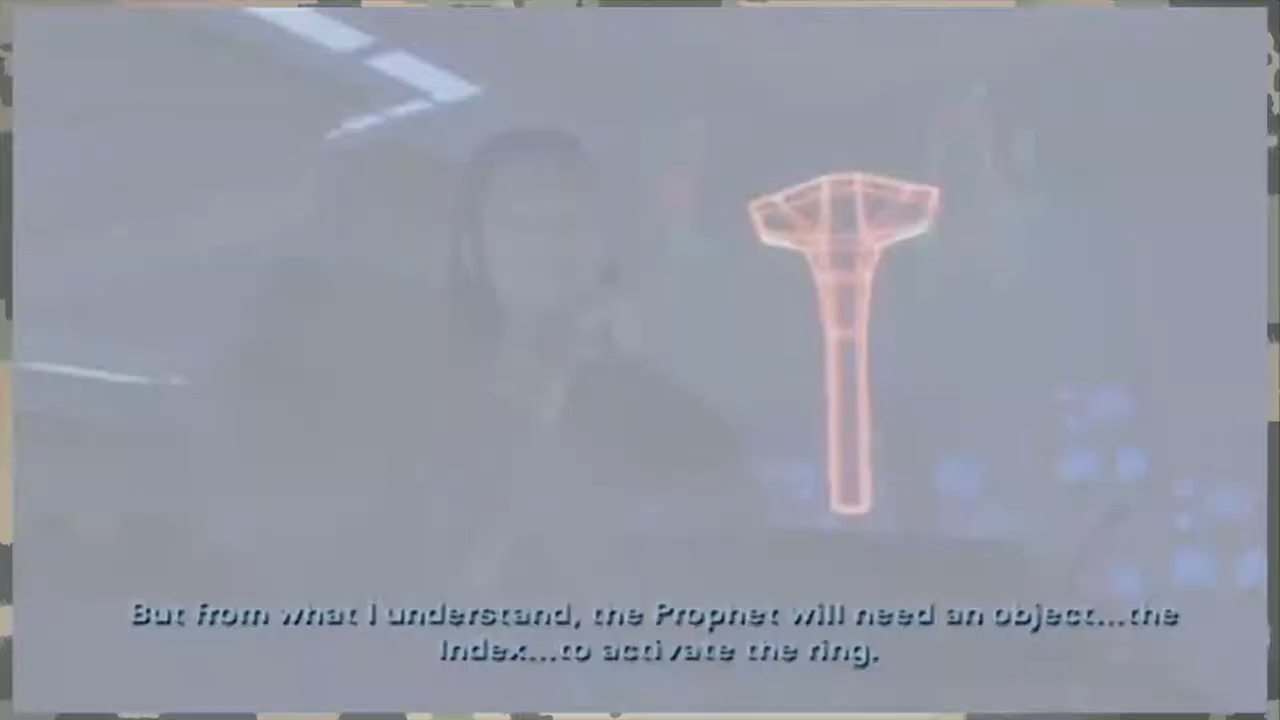 But from what I understand, the Prophet will need an object...the
Index...to activate the ring.